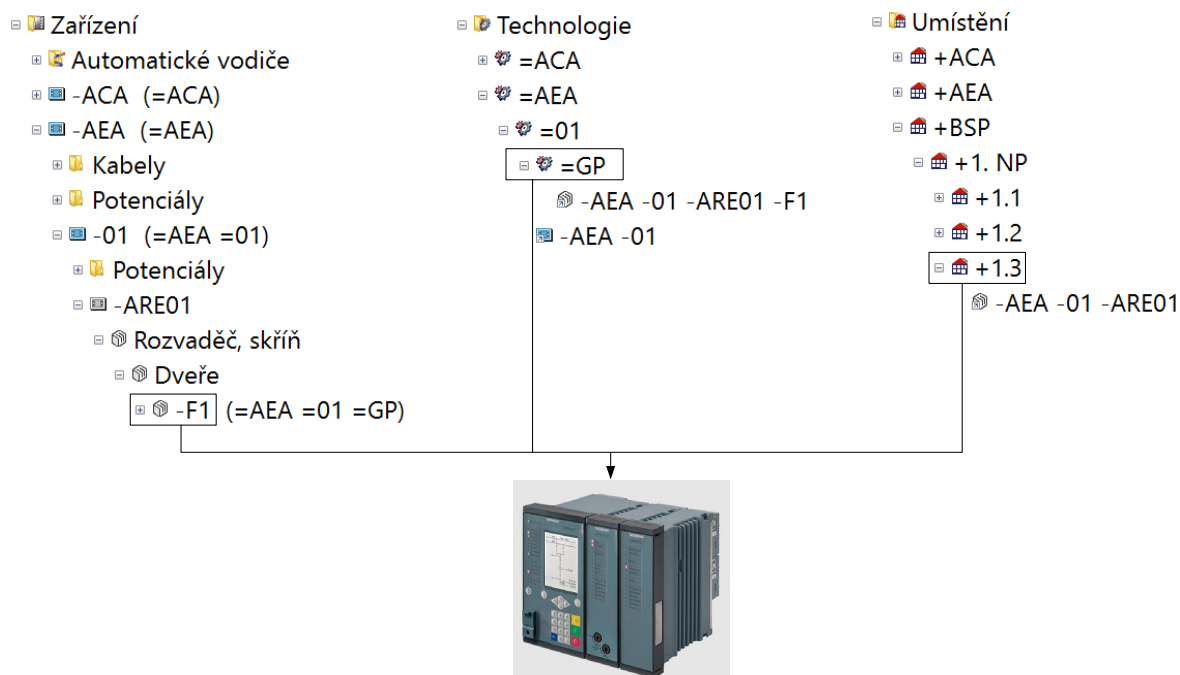 Zařízení
Automatické vodiče
-ACA (=ACA)
-AEA (=AEA)
Kabely
Potenciály
-01 (=AEA =01)
Potenciály
-ARE01
Rozvaděč, skříň
Dveře
-F1 (=AEA =01 =GP)
Technologie
=ACA
=AEA
=01
=GP
-AEA -01 -ARE01 -F1
-AEA -01
Umístění
+ACA
+AEA
+BSP
+1. NP
+1.1
+1.2
+1.3
-AEA -01 -ARE01